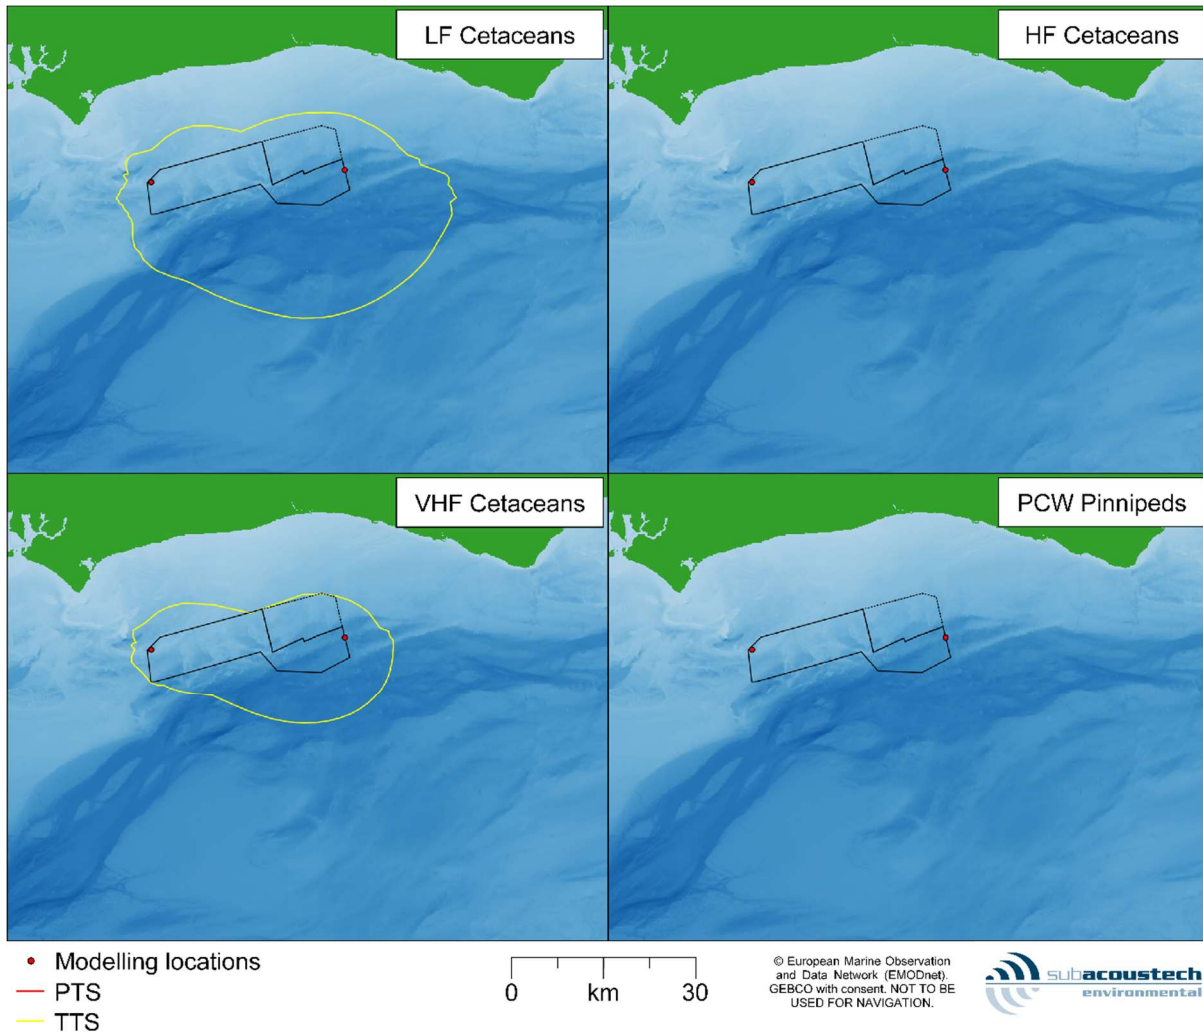 LF Cetaceans
HF Cetaceans
VHF Cetaceans
PCW Pinnipeds
Modelling locations
PTS
TTS
0 km 30
© European Marine Observation
and Data Network (EMODnet).
GEBCO with consent. NOT TO BE
USED FOR NAVIGATION.
subacoustech
environmental